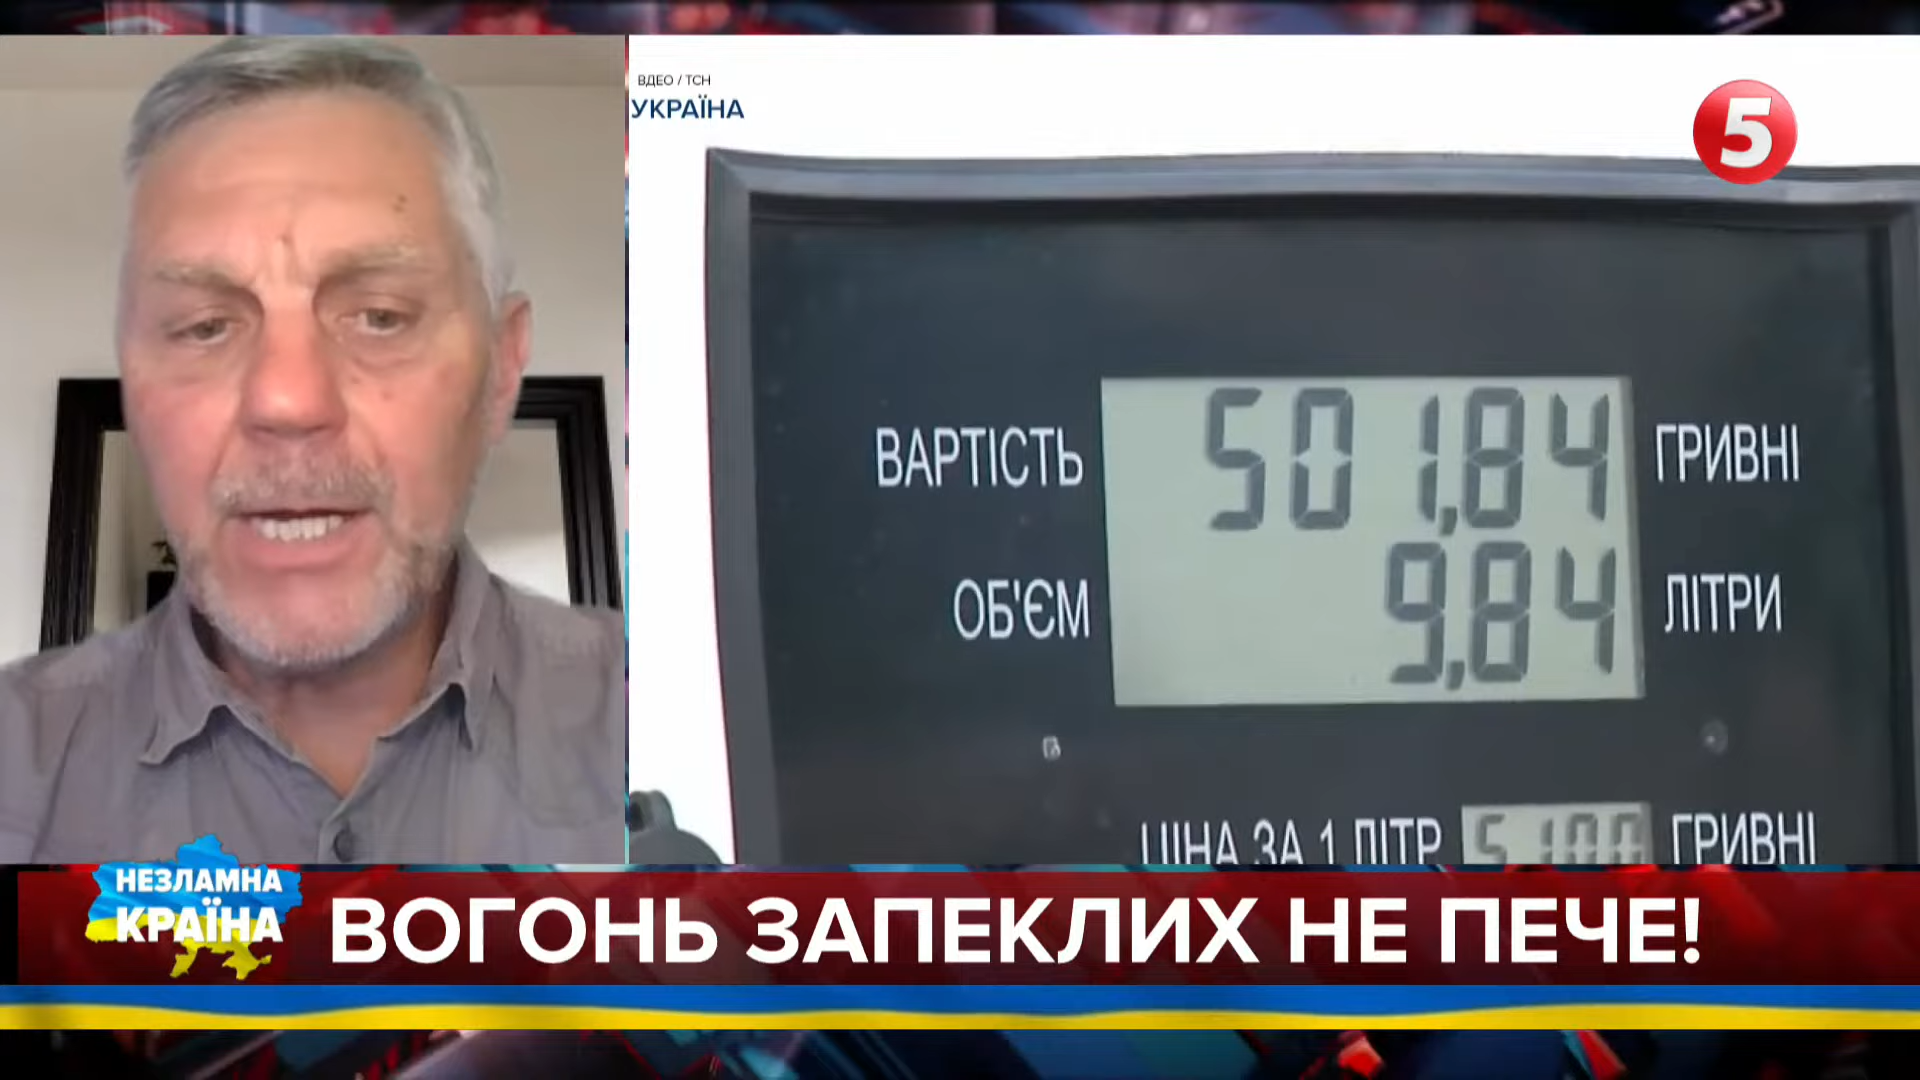 ВДЕО / ТСН
УКРАЇНА
5
ВАРТІСТЬ 501,84 ГРИВНІ
ОБ'ЄМ 9,84 ЛІТРИ
ЦІНА ЗА 1 ЛІТР 5100 ГРИВНІ
НЕЗЛАМНА
КРАЇНА
ВОГОНЬ ЗАПЕКЛИХ НЕ ПЕЧЕ!